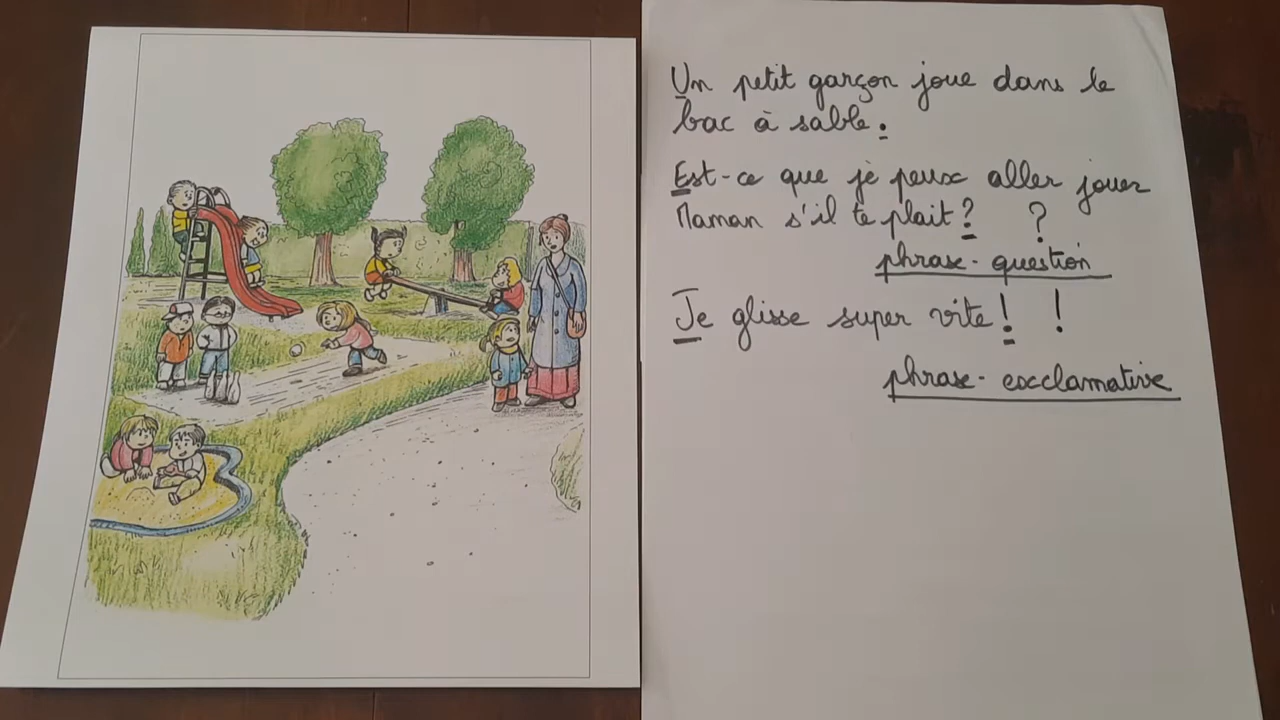 Un petit garçon joue dans le
bac à sable.
Est-ce que je peux aller jouer
Maman s'il te plait? ?
phrase-question
Je glisse super vite! !
phrase-exclamative